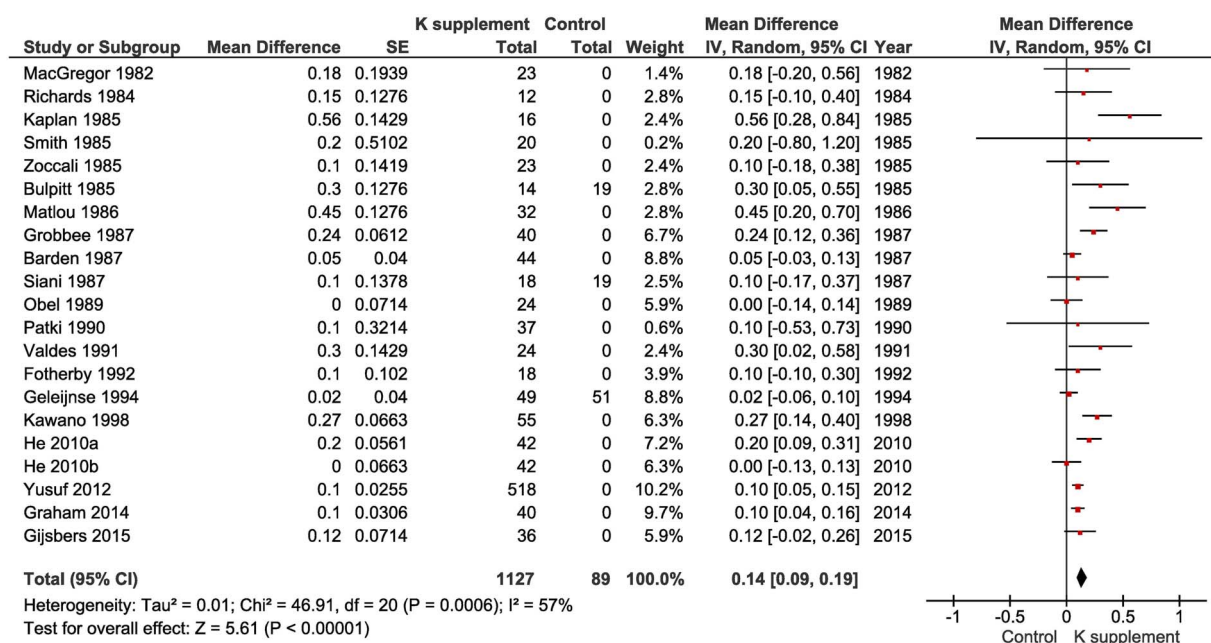 K supplement Control Mean Difference Mean Difference
Study or Subgroup Mean Difference SE Total Total Weight IV, Random, 95% CI Year IV, Random, 95% CI
MacGregor 1982 0.18 0.1939 23 0 1.4% 0.18 [-0.20, 0.56] 1982
Richards 1984 0.15 0.1276 12 0 2.8% 0.15 [-0.10, 0.40] 1984
Kaplan 1985 0.56 0.1429 16 0 2.4% 0.56 [0.28, 0.84] 1985
Smith 1985 0.2 0.5102 20 0 0.2% 0.20 [-0.80, 1.20] 1985
Zoccali 1985 0.1 0.1419 23 0 2.4% 0.10 [-0.18, 0.38] 1985
Bulpitt 1985 0.3 0.1276 14 19 2.8% 0.30 [0.05, 0.55] 1985
Matlou 1986 0.45 0.1276 32 0 2.8% 0.45 [0.20, 0.70] 1986
Grobbee 1987 0.24 0.0612 40 0 6.7% 0.24 [0.12, 0.36] 1987
Barden 1987 0.05 0.04 44 0 8.8% 0.05 [-0.03, 0.13] 1987
Siani 1987 0.1 0.1378 18 19 2.5% 0.10 [-0.17, 0.37] 1987
Obel 1989 0 0.0714 24 0 5.9% 0.00 [-0.14, 0.14] 1989
Patki 1990 0.1 0.3214 37 0 0.6% 0.10 [-0.53, 0.73] 1990
Valdes 1991 0.3 0.1429 24 0 2.4% 0.30 [0.02, 0.58] 1991
Fotherby 1992 0.1 0.102 18 0 3.9% 0.10 [-0.10, 0.30] 1992
Geleijnse 1994 0.02 0.04 49 51 8.8% 0.02 [-0.06, 0.10] 1994
Kawano 1998 0.27 0.0663 55 0 6.3% 0.27 [0.14, 0.40] 1998
He 2010a 0.2 0.0561 42 0 7.2% 0.20 [0.09, 0.31] 2010
He 2010b 0 0.0663 42 0 6.3% 0.00 [-0.13, 0.13] 2010
Yusuf 2012 0.1 0.0255 518 0 10.2% 0.10 [0.05, 0.15] 2012
Graham 2014 0.1 0.0306 40 0 9.7% 0.10 [0.04, 0.16] 2014
Gijsbers 2015 0.12 0.0714 36 0 5.9% 0.12 [-0.02, 0.26] 2015
Total (95% CI) 1127 89 100.0% 0.14 [0.09, 0.19]
Heterogeneity: Tau² = 0.01; Chi² = 46.91, df = 20 (P = 0.0006); I² = 57%
Test for overall effect: Z = 5.61 (P < 0.00001)
-1 -0.5 0 0.5 1
Control K supplement